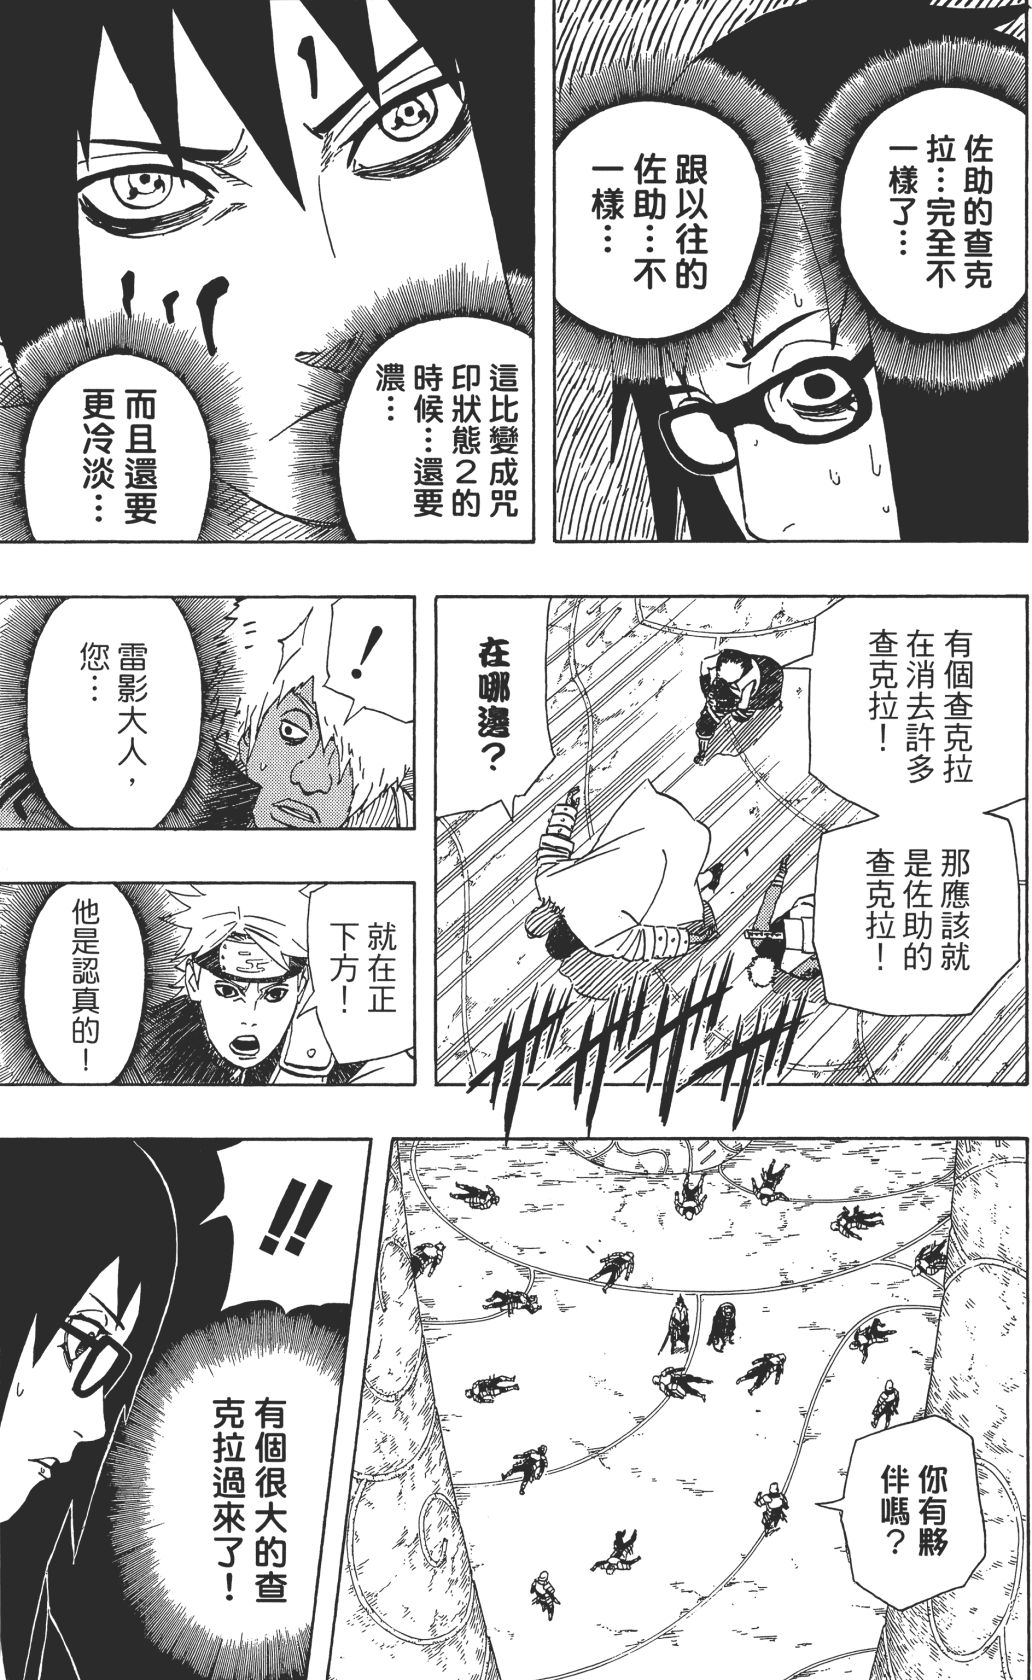 佐助的查克
拉…完全不
一樣了…
跟以往的
佐助…不
一樣…
這比變成咒
印狀態2的
時候…還要
濃…
而且還要
更冷淡…
有個查克拉
在消去許多
查克拉！
那應該就
是佐助的
查克拉！
在哪邊？
！
雷影大人，
您…
就在正
下方！
他是認真的！
你有夥
伴嗎？
!!
有個很大的查
克拉過來了！